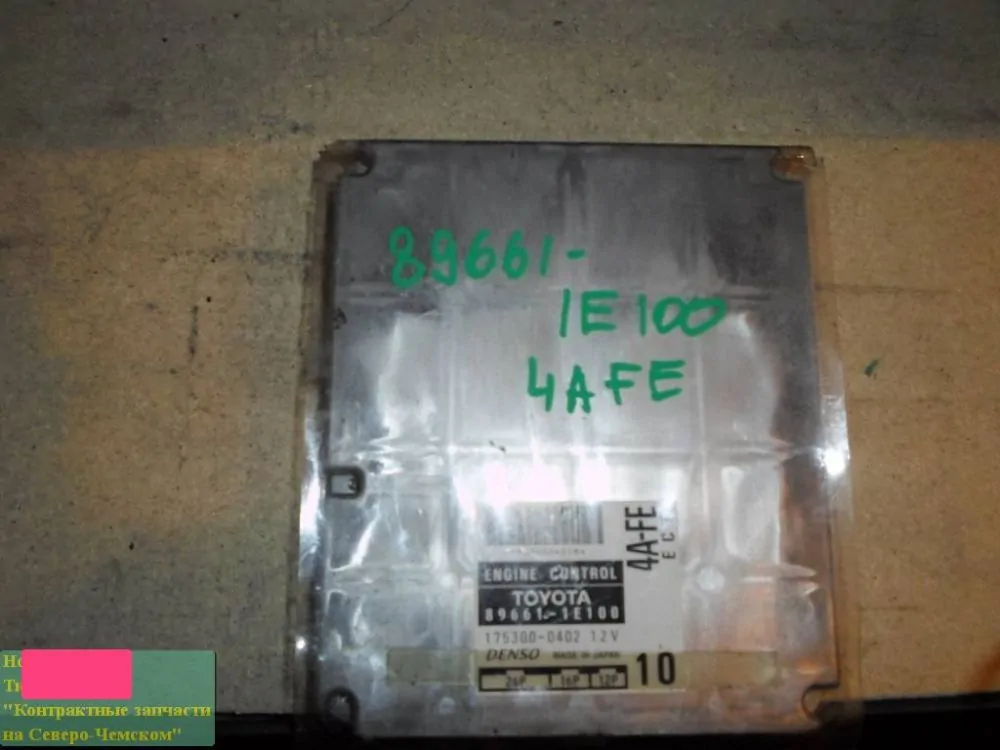 89661-
1E100
4AFE
4A-FE
ENGINE CONTROL
TOYOTA
89661-1E100
175300-0402 12V
DENSO MADE IN JAPAN
26P 16P 12P 10
"Контрактные запчасти
на Северо-Чемском"